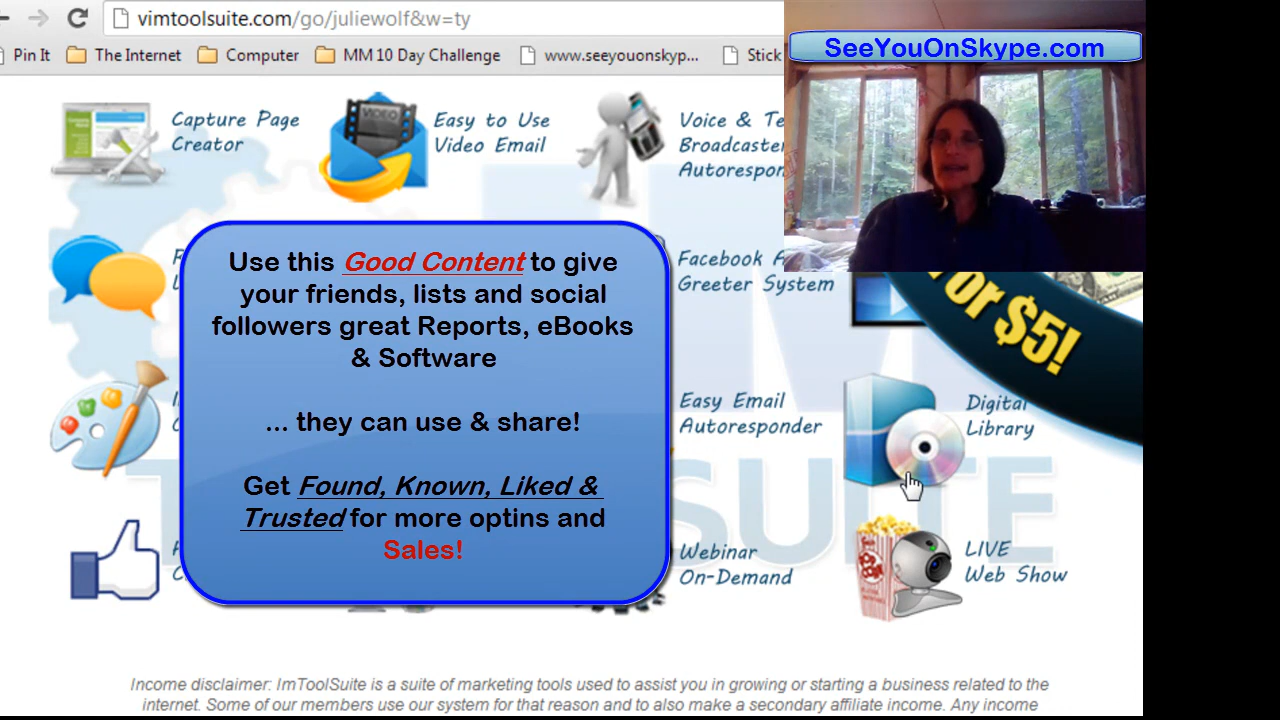 vimtoolsuite.com/go/juliewolf&w=ty
SeeYouOnSkype.com
Pin It The Internet Computer MM 10 Day Challenge www.seeyouonskyp... Stick
Capture Page
Creator
Easy to Use
Video Email
VIDEO
Voice & Te
Broadcaster
Autoresponde
Use this Good Content to give
your friends, lists and social
followers great Reports, eBooks
& Software
... they can use & share!
Get Found, Known, Liked &
Trusted for more optins and
Sales!
Facebook A
Greeter System
for $5!
Easy Email
Autoresponder
Digital
Library
Webinar
On-Demand
LIVE
Web Show
Income disclaimer: ImToolSuite is a suite of marketing tools used to assist you in growing or starting a business related to the
internet. Some of our members use our system for that reason and to also make a secondary affiliate income. Any income